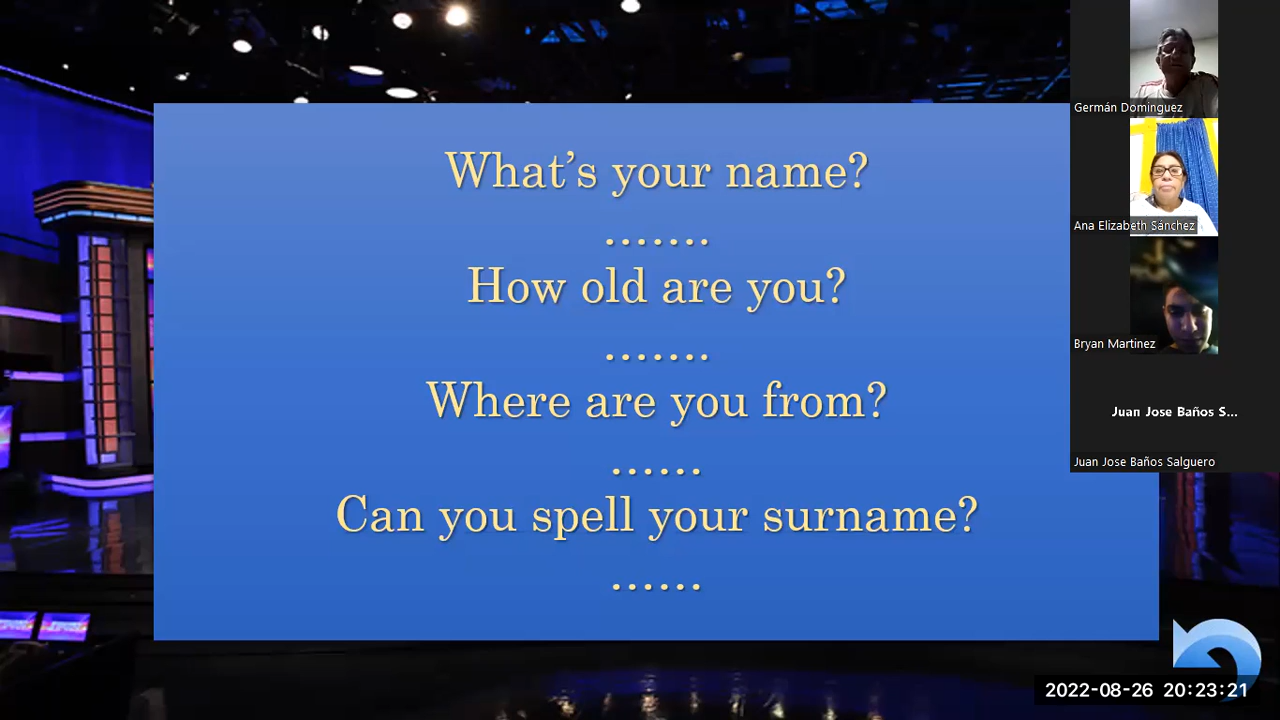 What’s your name?
.......
How old are you?
.......
Where are you from?
......
Can you spell your surname?
......
Germán Dominguez
Ana Elizabeth Sánchez
Bryan Martinez
Juan Jose Baños S...
Juan Jose Baños Salguero
2022-08-26 20:23:21